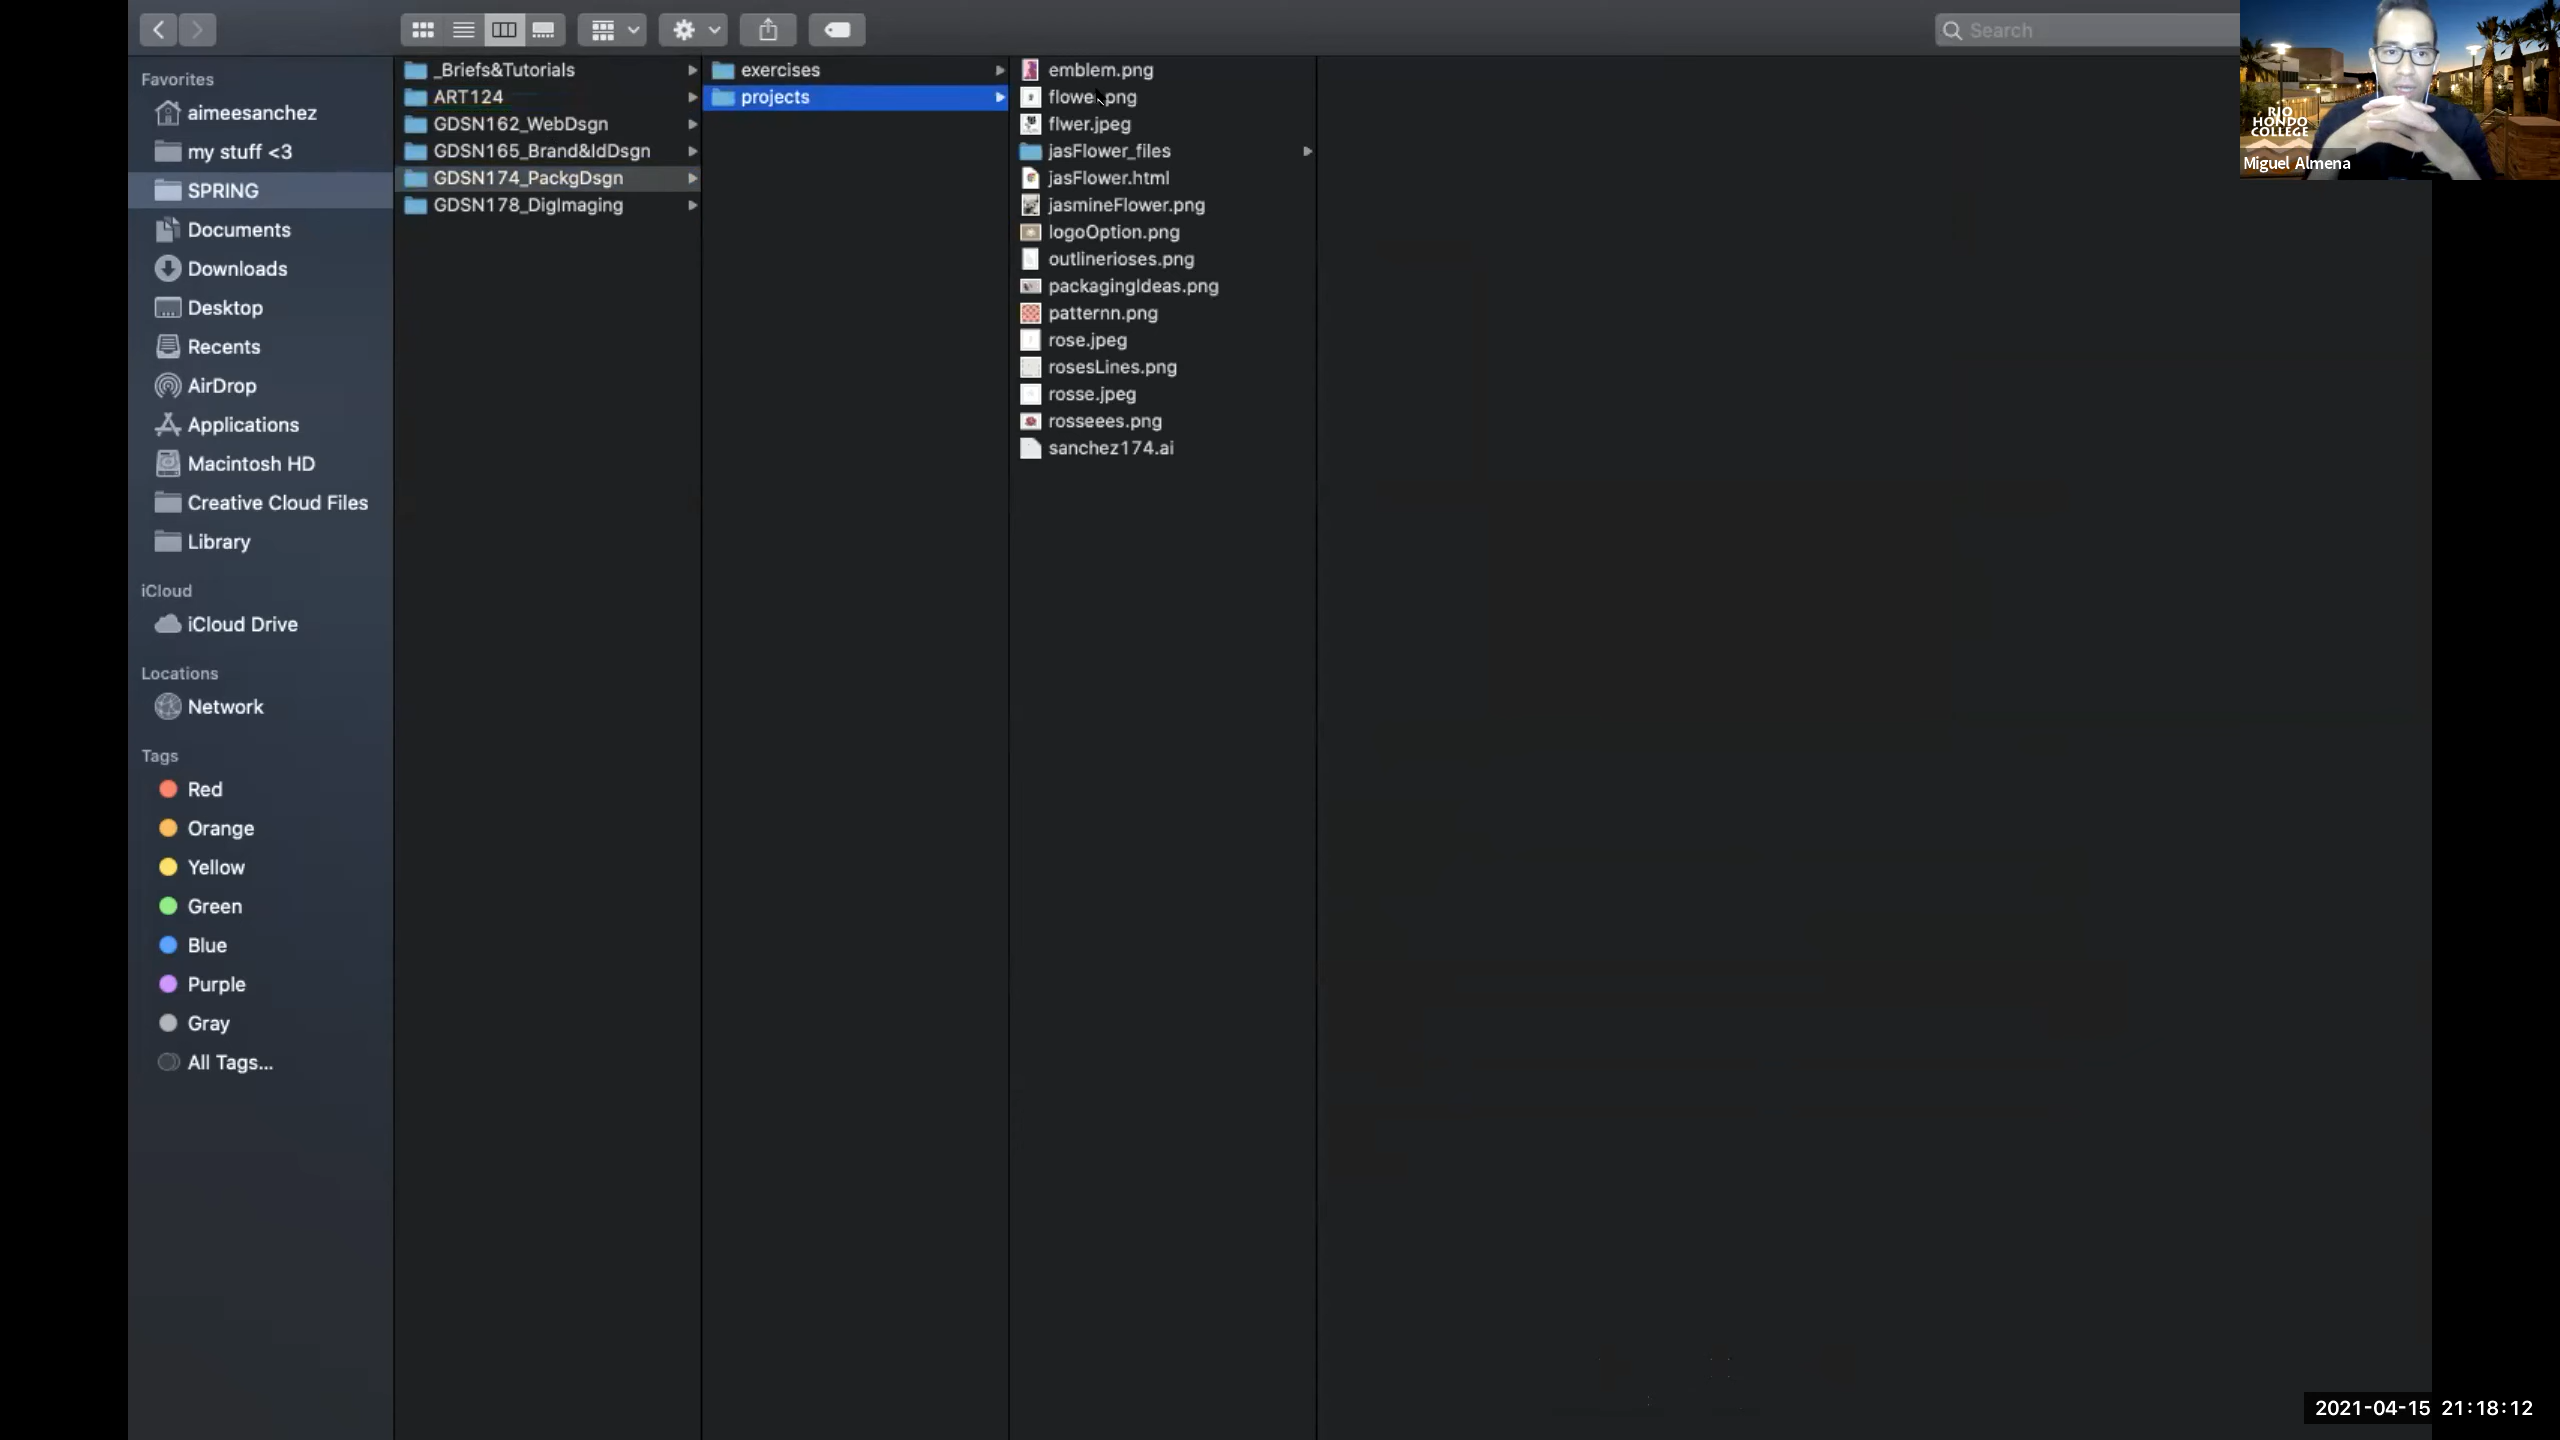 Search
Favorites
aimeesanchez
my stuff <3
SPRING
Documents
Downloads
Desktop
Recents
AirDrop
Applications
Macintosh HD
Creative Cloud Files
Library
iCloud
iCloud Drive
Locations
Network
Tags
Red
Orange
Yellow
Green
Blue
Purple
Gray
All Tags...
_Briefs&Tutorials
ART124
GDSN162_WebDsgn
GDSN165_Brand&IdDsgn
GDSN174_PackgDsgn
GDSN178_DigImaging
exercises
projects
emblem.png
flower.png
flwer.jpeg
jasFlower_files
jasFlower.html
jasmineFlower.png
logoOption.png
outlinerioses.png
packagingIdeas.png
patternn.png
rose.jpeg
rosesLines.png
rosse.jpeg
rosseees.png
sanchez174.ai
RIO
HONDO
COLLEGE
Miguel Almena
2021-04-15 21:18:12